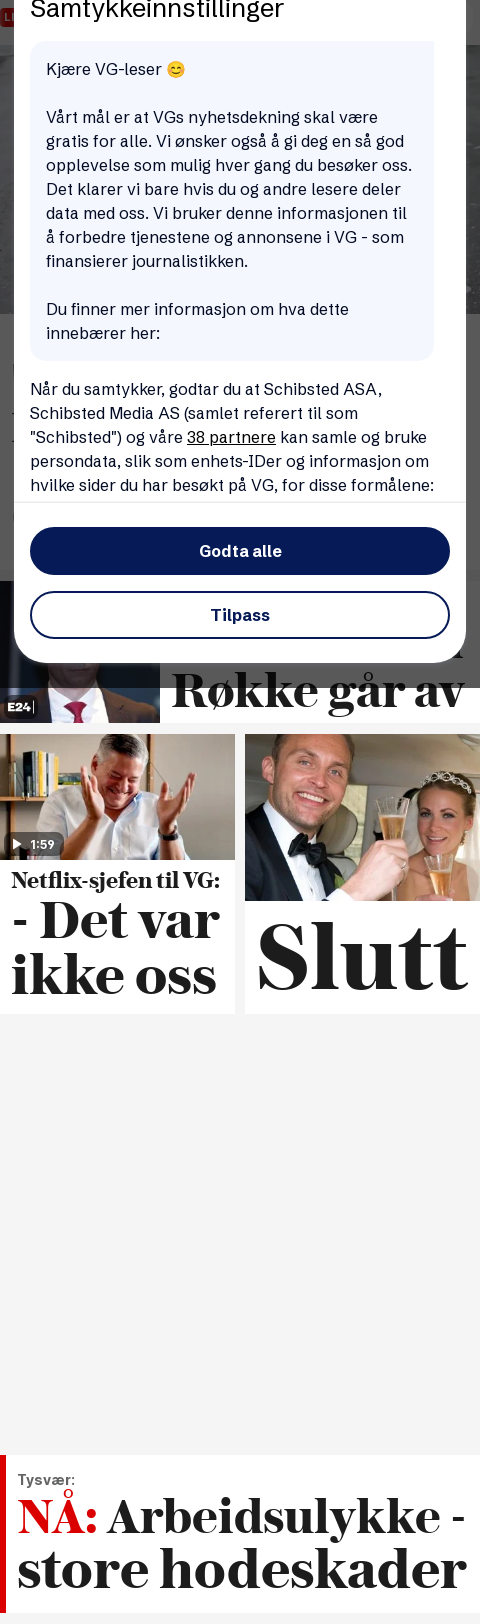 Samtykkeinnstillinger
Kjære VG-leser 😊
Vårt mål er at VGs nyhetsdekning skal være
gratis for alle. Vi ønsker også å gi deg en så god
opplevelse som mulig hver gang du besøker oss.
Det klarer vi bare hvis du og andre lesere deler
data med oss. Vi bruker denne informasjonen til
å forbedre tjenestene og annonsene i VG - som
finansierer journalistikken.
Du finner mer informasjon om hva dette
innebærer her:
Når du samtykker, godtar du at Schibsted ASA,
Schibsted Media AS (samlet referert til som
"Schibsted") og våre 38 partnere kan samle og bruke
persondata, slik som enhets-IDer og informasjon om
hvilke sider du har besøkt på VG, for disse formålene:
Godta alle
Tilpass
Røkke går av
E24
1:59
Netflix-sjefen til VG:
- Det var
ikke oss
Slutt
Tysvær:
NÅ: Arbeidsulykke -
store hodeskader